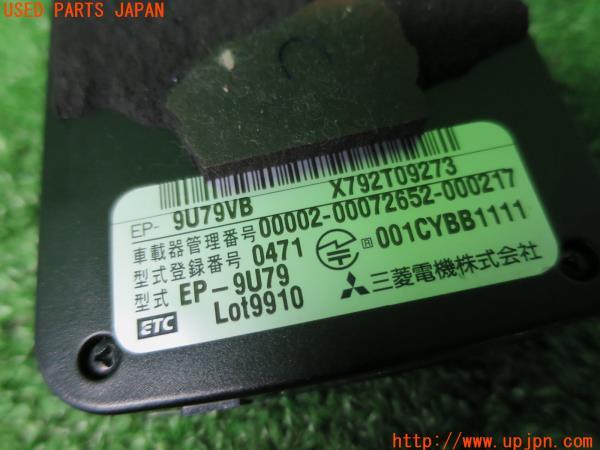 USED PARTS JAPAN
EP- 9U79VB X792T09273
車載器管理番号 00002-00072652-000217
型式登録番号 0471 回 001CYBB1111
型式 EP-9U79 三菱電機株式会社
ETC Lot9910
http://www.upjpn.com/